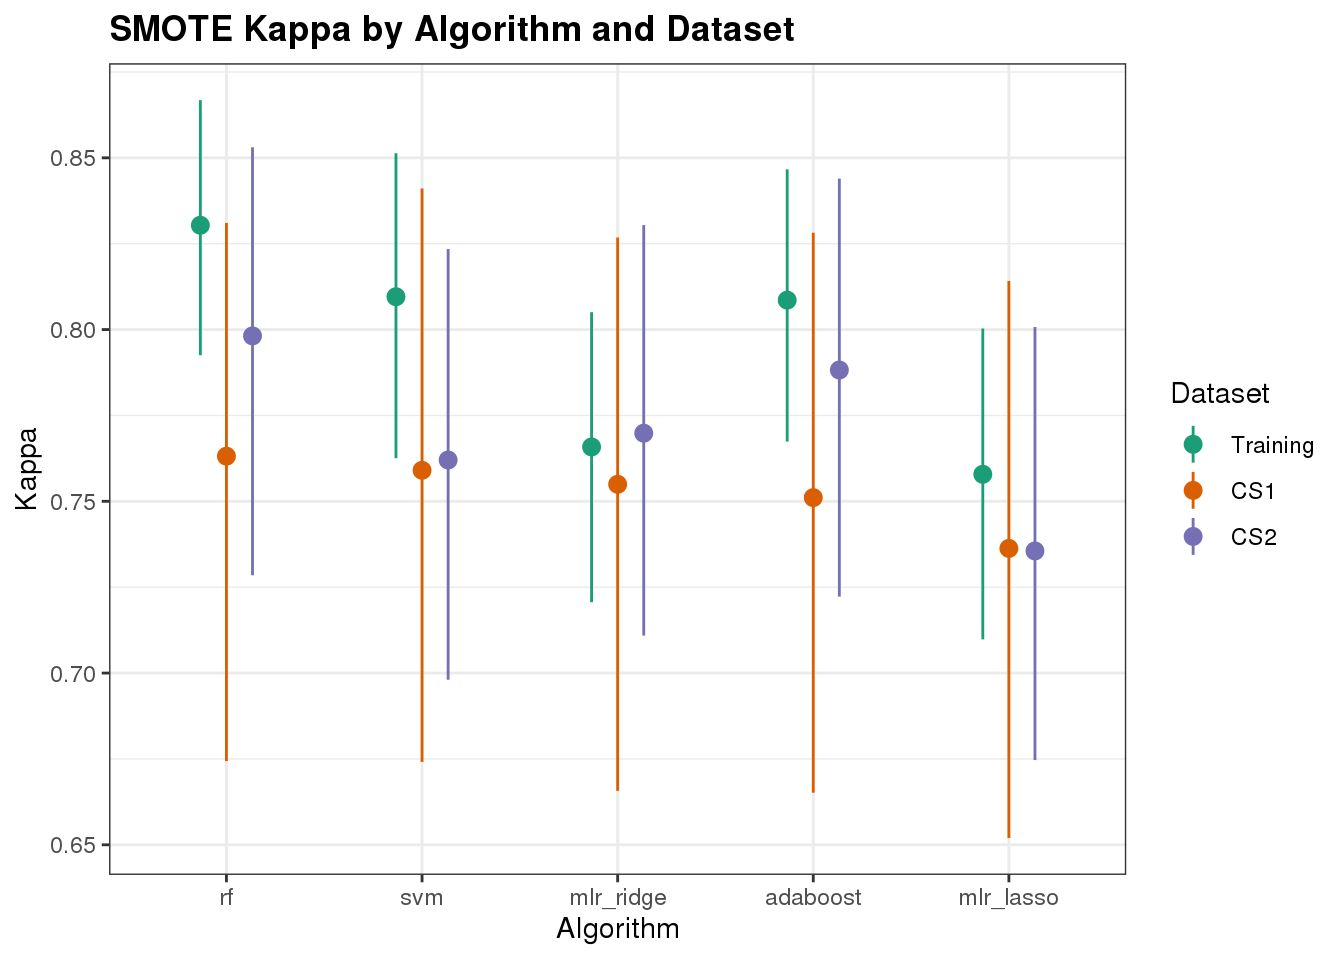 SMOTE Kappa by Algorithm and Dataset
Kappa
0.85
0.80
0.75
0.70
0.65
rf
svm
mlr_ridge
adaboost
mlr_lasso
Algorithm
Dataset
Training
CS1
CS2